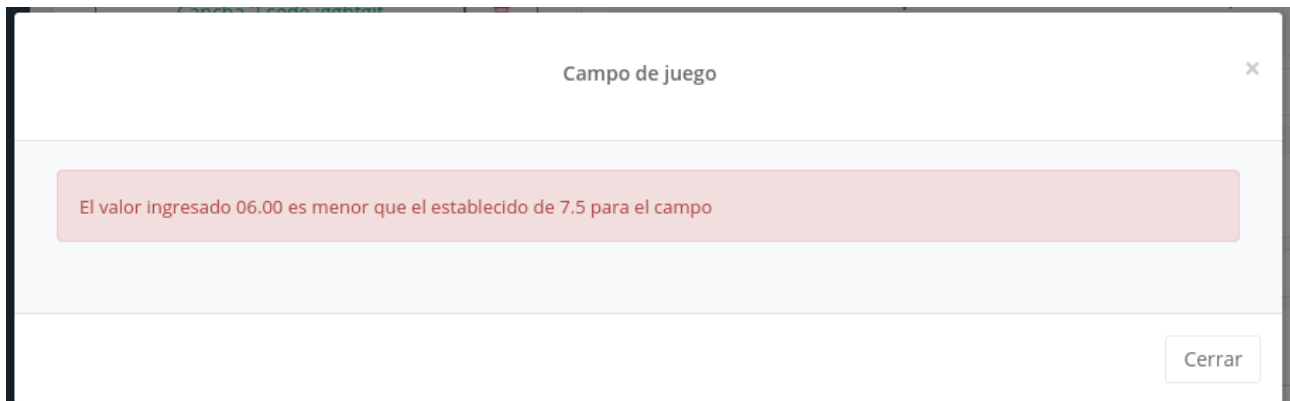 Campo de juego
×
El valor ingresado 06.00 es menor que el establecido de 7.5 para el campo
Cerrar